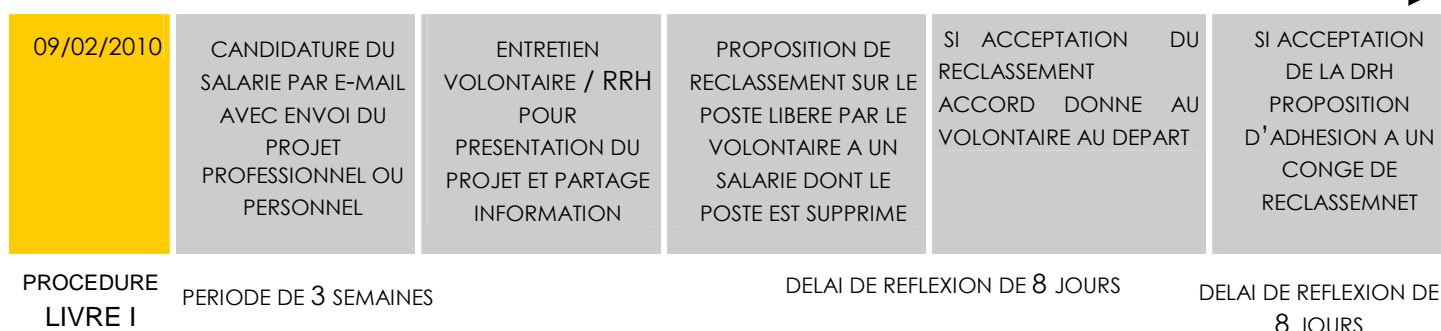 09/02/2010
CANDIDATURE DU
SALARIE PAR E-MAIL
AVEC ENVOI DU
PROJET
PROFESSIONNEL OU
PERSONNEL
ENTRETIEN
VOLONTAIRE / RRH
POUR
PRESENTATION DU
PROJET ET PARTAGE
INFORMATION
PROPOSITION DE
RECLASSEMENT SUR LE
POSTE LIBERE PAR LE
VOLONTAIRE A UN
SALARIE DONT LE
POSTE EST SUPPRIME
SI ACCEPTATION DU
RECLASSEMENT
ACCORD DONNE AU
VOLONTAIRE AU DEPART
SI ACCEPTATION
DE LA DRH
PROPOSITION
D'ADHESION A UN
CONGE DE
RECLASSEMNET
PROCEDURE
LIVRE I
PERIODE DE 3 SEMAINES
DELAI DE REFLEXION DE 8 JOURS
DELAI DE REFLEXION DE
8 JOURS